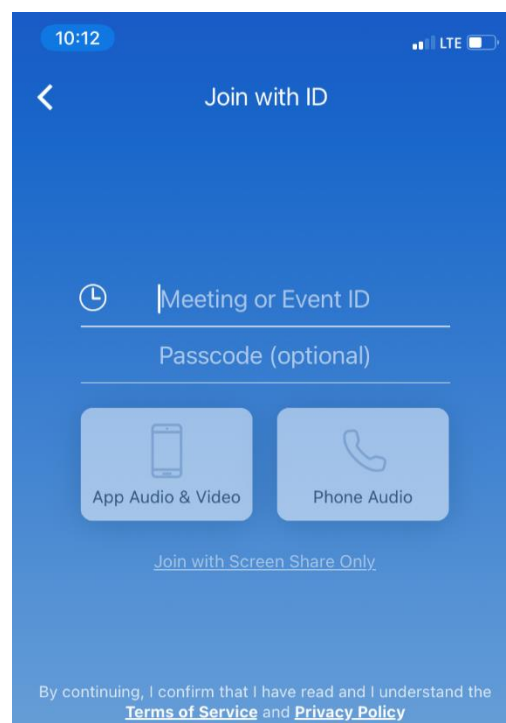 10:12
LTE
Join with ID
Meeting or Event ID
Passcode (optional)
App Audio & Video
Phone Audio
Join with Screen Share Only
By continuing, I confirm that I have read and I understand the
Terms of Service and Privacy Policy